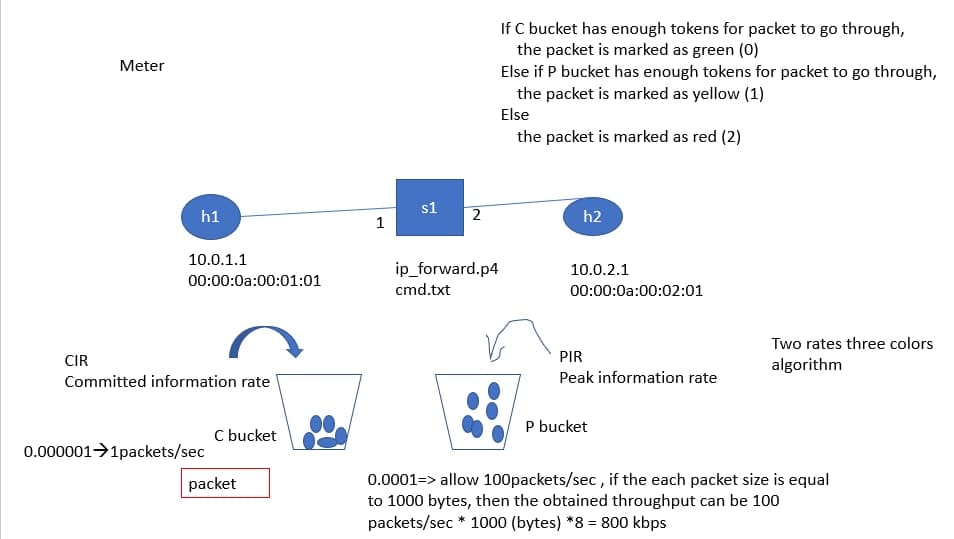 If C bucket has enough tokens for packet to go through,
the packet is marked as green (0)
Else if P bucket has enough tokens for packet to go through,
the packet is marked as yellow (1)
Else
the packet is marked as red (2)
Meter
h1
1
s1
2
h2
10.0.1.1
00:00:0a:00:01:01
ip_forward.p4
cmd.txt
10.0.2.1
00:00:0a:00:02:01
CIR
Committed information rate
PIR
Peak information rate
Two rates three colors
algorithm
C bucket
P bucket
0.000001→1packets/sec
packet
0.0001=> allow 100packets/sec , if the each packet size is equal
to 1000 bytes, then the obtained throughput can be 100
packets/sec * 1000 (bytes) *8 = 800 kbps